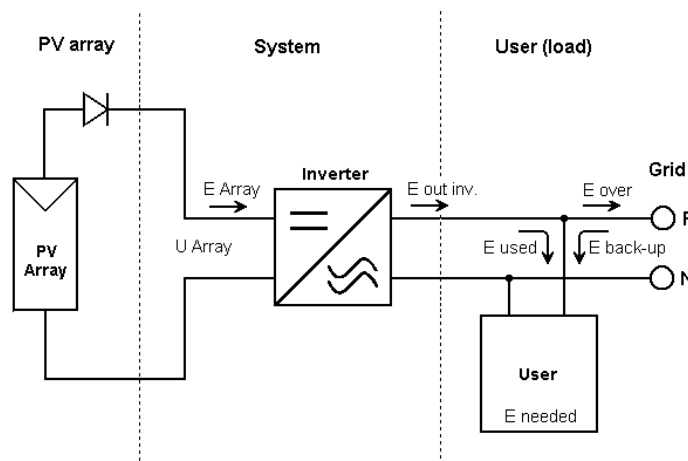 PV array
System
User (load)
Inverter
Grid
E Array
E out inv.
E over
PV
Array
U Array
E used
E back-up
N
User
E needed